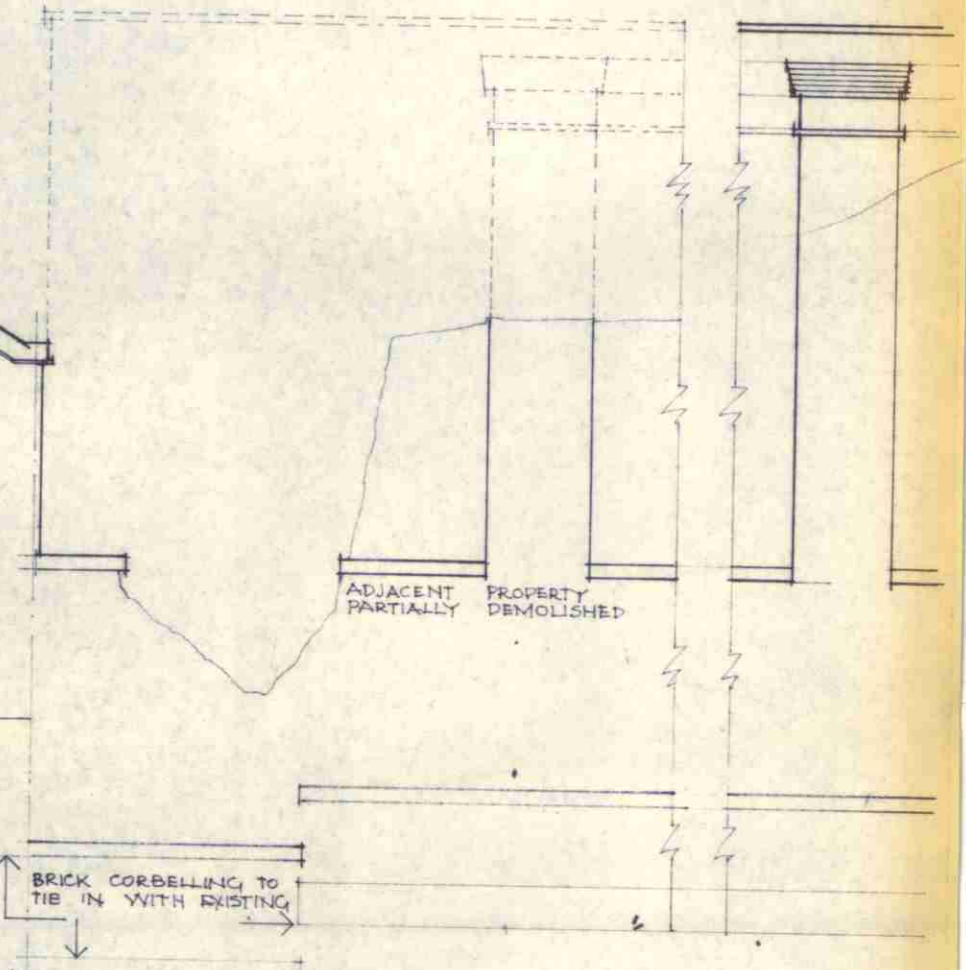 ADJACENT PROPERTY
PARTIALLY DEMOLISHED
BRICK CORBELLING TO
TIE IN WITH EXISTING